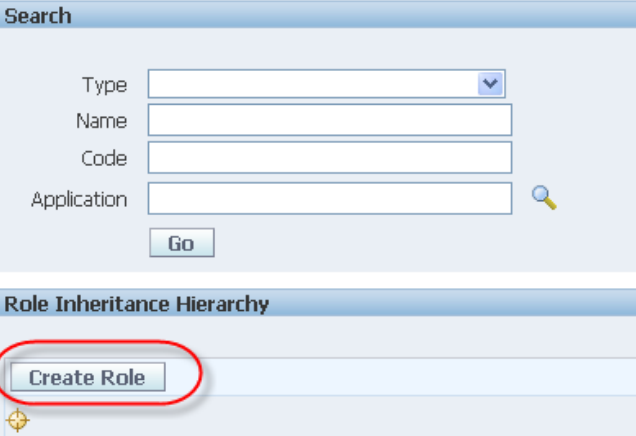 Search
Type
Name
Code
Application
Go
Role Inheritance Hierarchy
Create Role